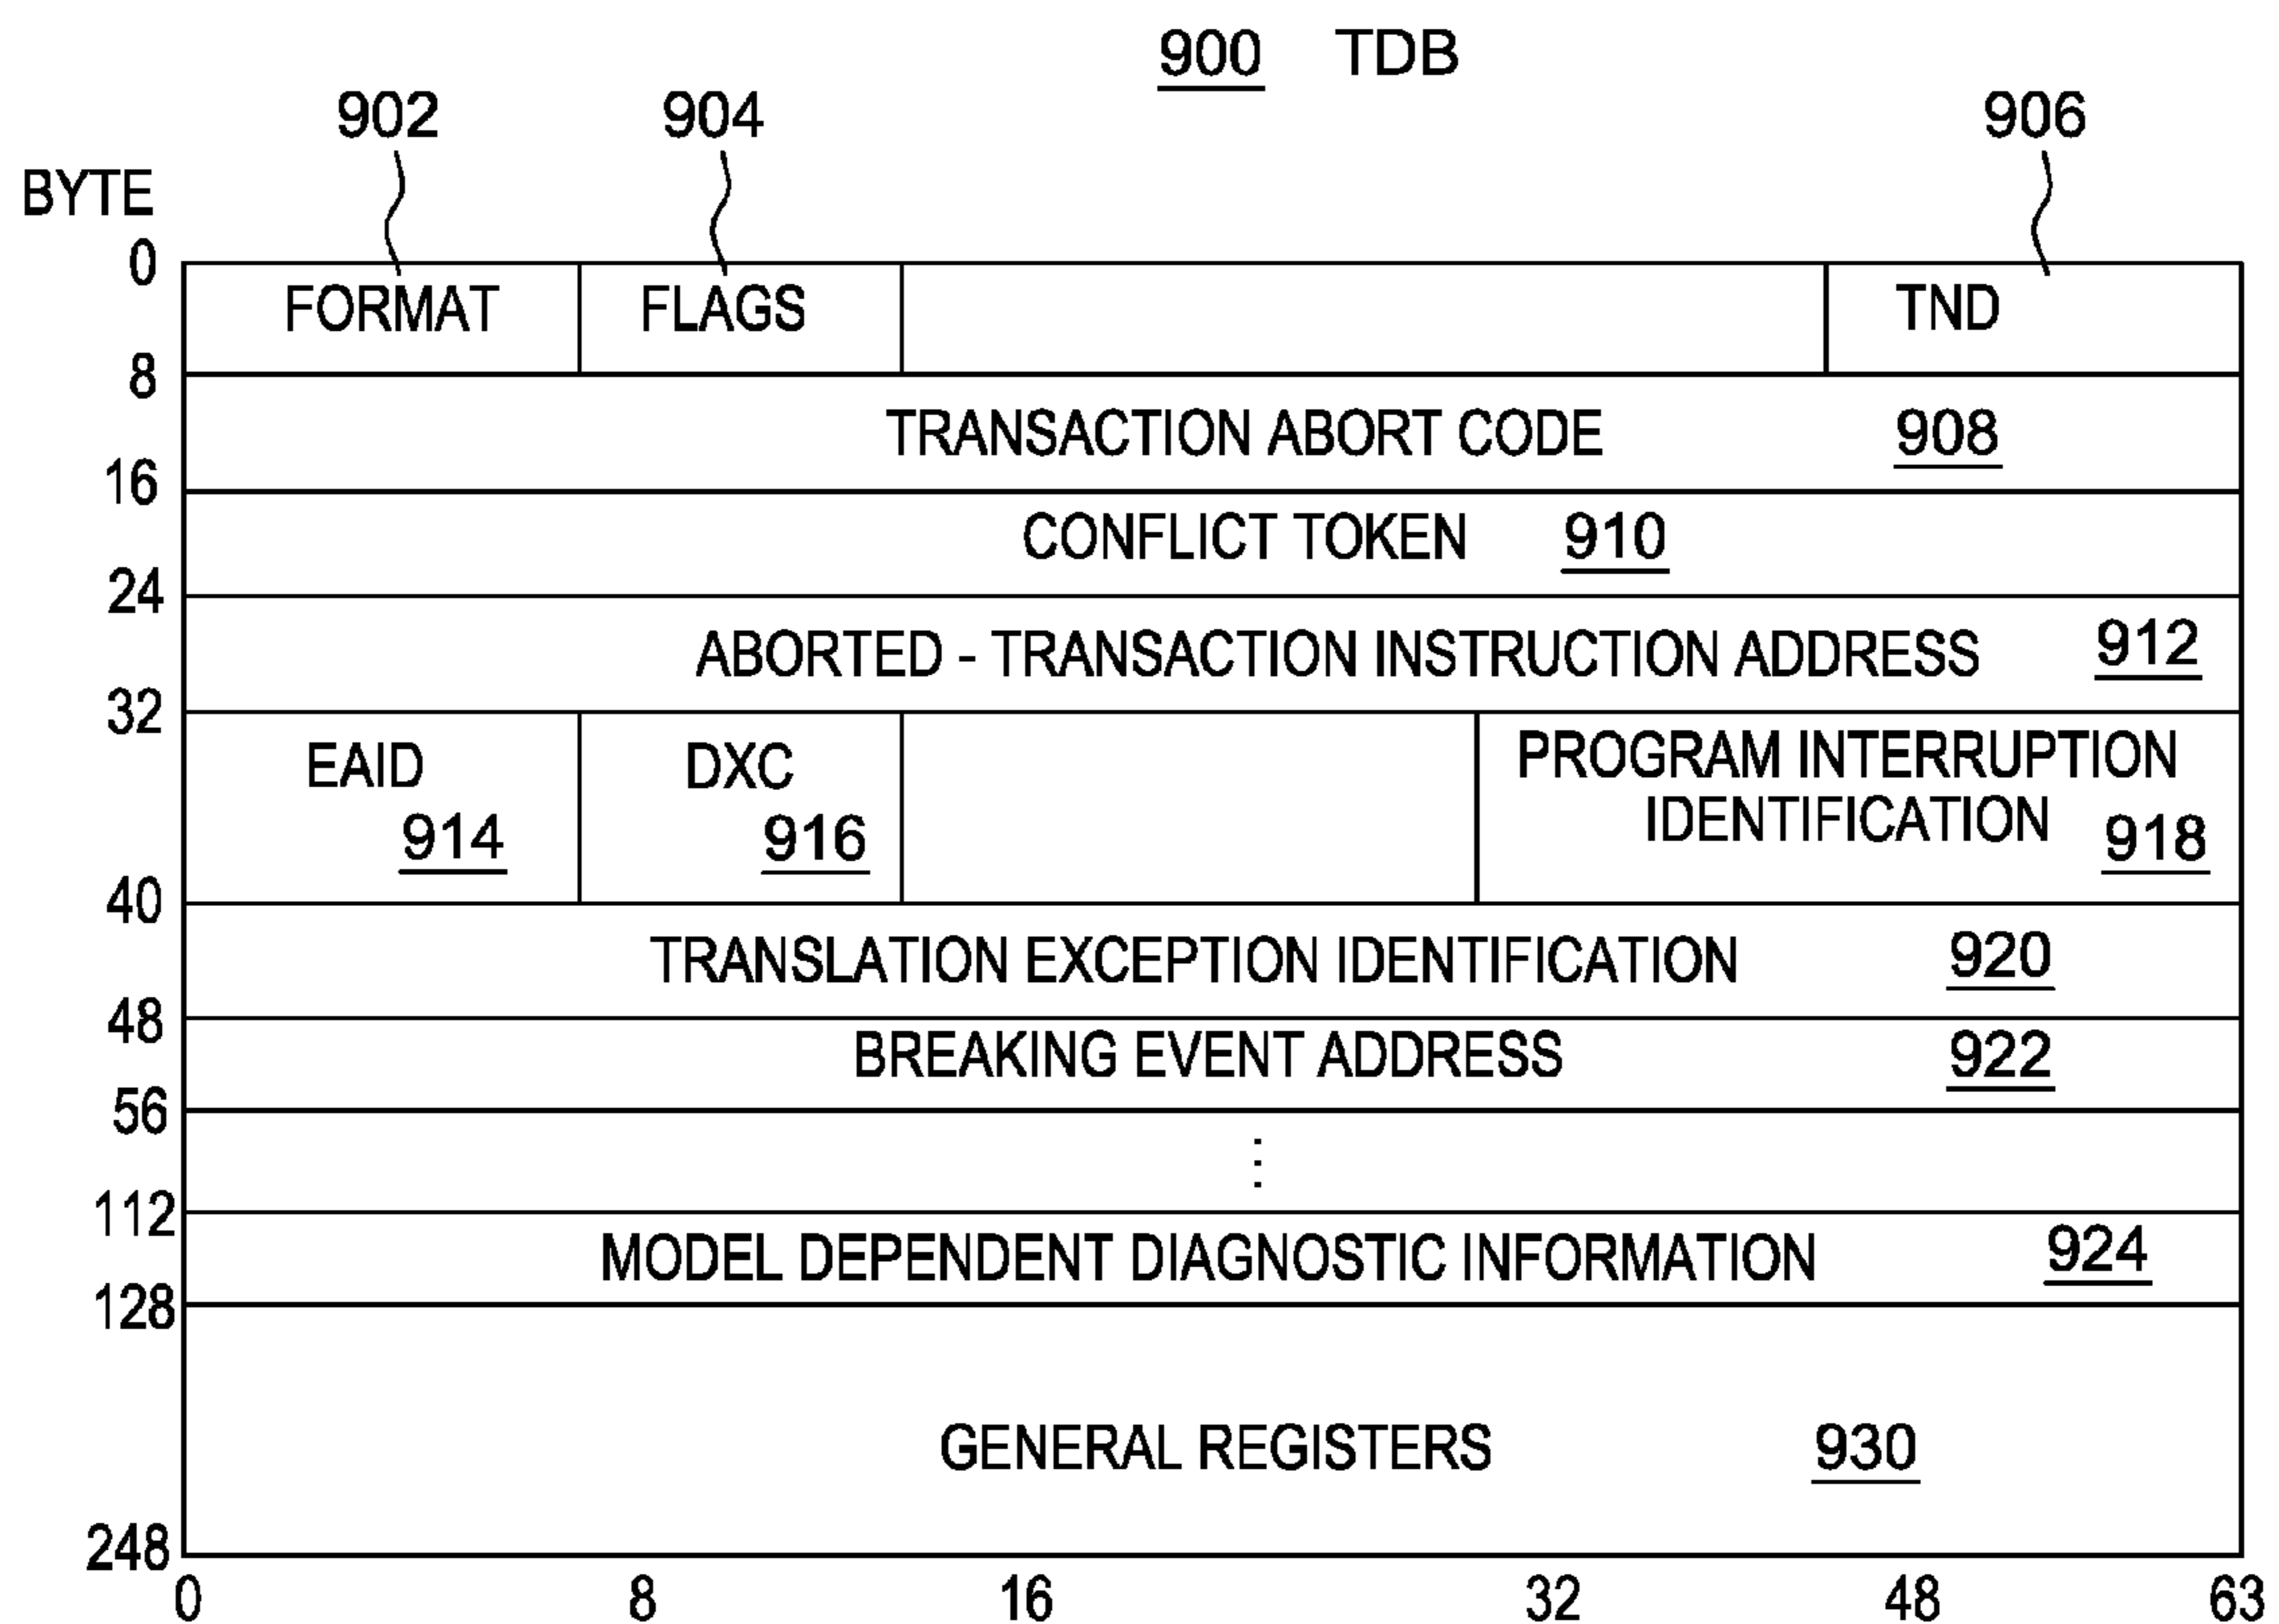 900 TDB
902 904 906
BYTE
0
FORMAT FLAGS TND
8
TRANSACTION ABORT CODE 908
16
CONFLICT TOKEN 910
24
ABORTED - TRANSACTION INSTRUCTION ADDRESS 912
32
EAID DXC PROGRAM INTERRUPTION
IDENTIFICATION
914 916 918
40
TRANSLATION EXCEPTION IDENTIFICATION 920
48
BREAKING EVENT ADDRESS 922
56
⋮
112
MODEL DEPENDENT DIAGNOSTIC INFORMATION 924
128
GENERAL REGISTERS 930
248
0 8 16 32 48 63